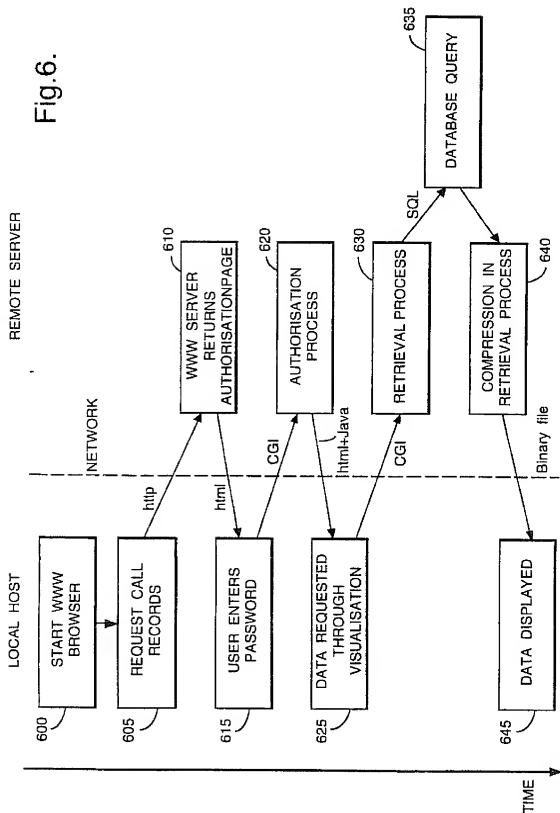 Fig.6.
LOCAL HOST
REMOTE SERVER
NETWORK
START WWW
BROWSER
600
REQUEST CALL
RECORDS
605
http
WWW SERVER
RETURNS
AUTHORISATIONPAGE
610
html
USER ENTERS
PASSWORD
615
CGI
AUTHORISATION
PROCESS
620
html+Java
DATA REQUESTED
THROUGH
VISUALISATION
625
CGI
RETRIEVAL PROCESS
630
SQL
DATABASE QUERY
635
COMPRESSION IN
RETRIEVAL PROCESS
640
Binary file
DATA DISPLAYED
645
TIME